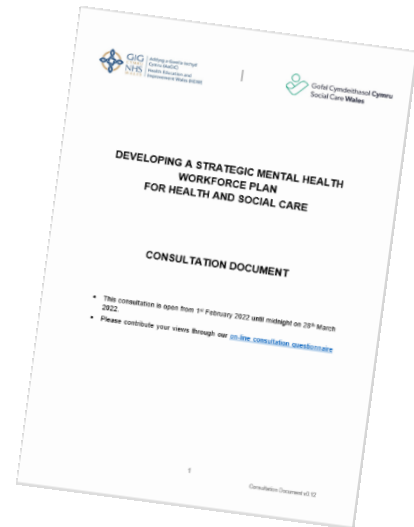 GIG
CYMRU
NHS
WALES
Addysg a Gwella Iechyd
Cymru (AaGIC)
Health Education and
Improvement Wales (HEIW)
Gofal Cymdeithasol Cymru
Social Care Wales
DEVELOPING A STRATEGIC MENTAL HEALTH
WORKFORCE PLAN
FOR HEALTH AND SOCIAL CARE
CONSULTATION DOCUMENT
• This consultation is open from 1st February 2022 until midnight on 28th March
2022.
• Please contribute your views through our on-line consultation questionnaire
1
Consultation Document v0.12